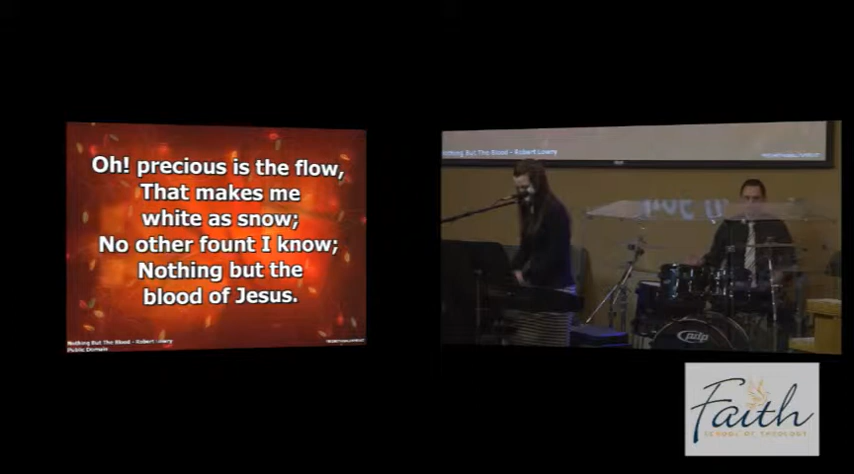 Oh! precious is the flow,
That makes me
white as snow;
No other fount I know;
Nothing but the
blood of Jesus.
Nothing But The Blood - Robert Lowry
Public Domain
Nothing But The Blood - Robert Lowry
pdp
Faith
SCHOOL OF THEOLOGY